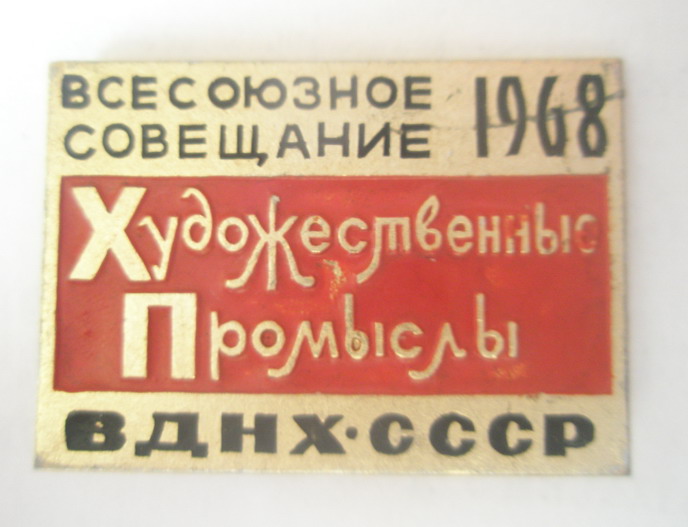 ВСЕСОЮЗНОЕ
СОВЕЩАНИЕ 1968
Художественные
Промыслы
ВДНХ·СССР